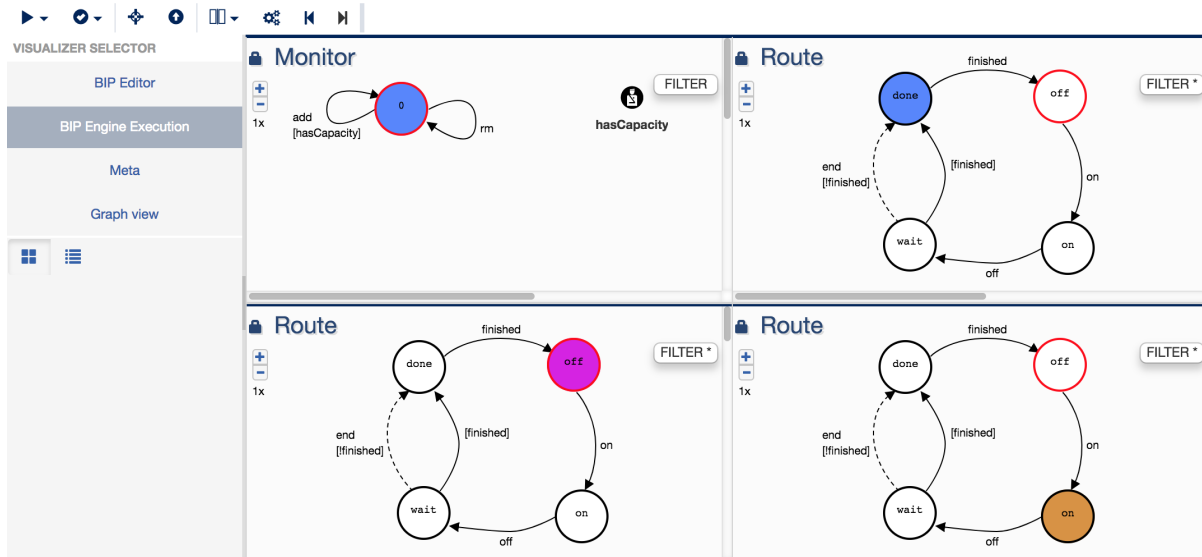 VISUALIZER SELECTOR
BIP Editor
BIP Engine Execution
Meta
Graph view
Monitor
1x
FILTER
0
add
[hasCapacity]
rm
hasCapacity
Route
1x
FILTER *
finished
done
off
end
[!finished]
[finished]
on
wait
on
off
Route
1x
FILTER *
finished
done
off
end
[!finished]
[finished]
on
wait
on
off
Route
1x
FILTER *
finished
done
off
end
[!finished]
[finished]
on
wait
on
off